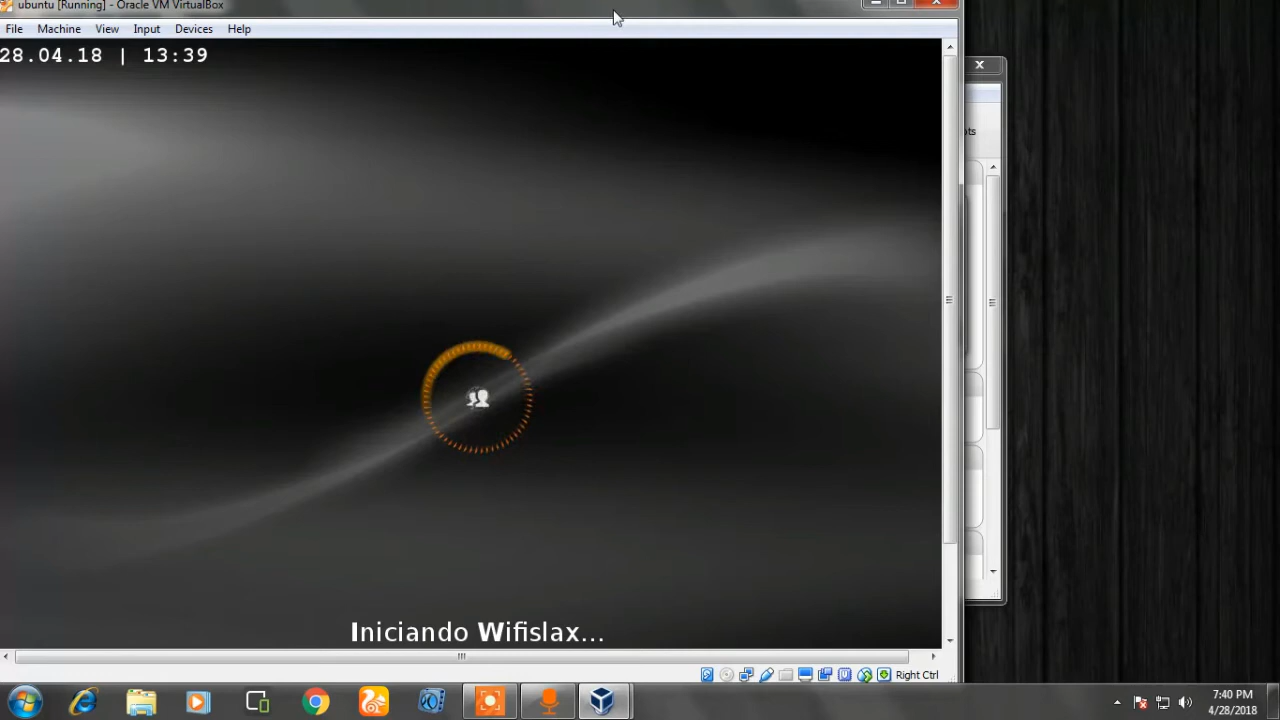 ubuntu [Running] - Oracle VM VirtualBox
File Machine View Input Devices Help
28.04.18 | 13:39
ots
Iniciando Wifislax...
Right Ctrl
7:40 PM
4/28/2018